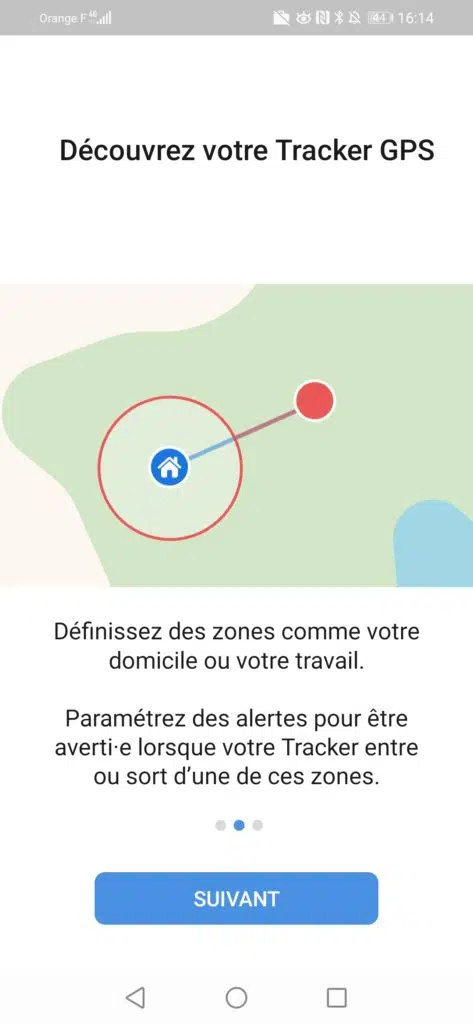 Orange F 4G 44 16:14
Découvrez votre Tracker GPS
Définissez des zones comme votre
domicile ou votre travail.
Paramétrez des alertes pour être
averti·e lorsque votre Tracker entre
ou sort d’une de ces zones.
SUIVANT